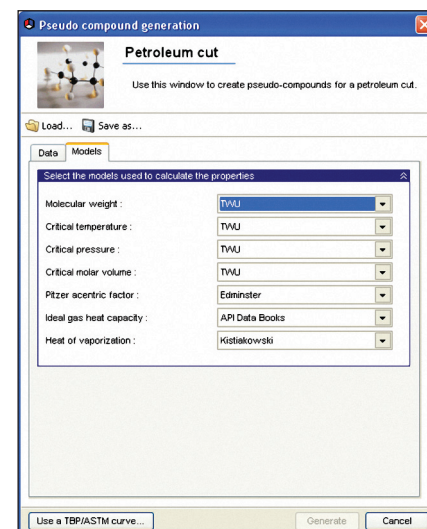 Pseudo compound generation
Petroleum cut
Use this window to create pseudo-compounds for a petroleum cut.
Load... Save as...
Data Models
Select the models used to calculate the properties
Molecular weight : TWU
Critical temperature : TWU
Critical pressure : TWU
Critical molar volume : TWU
Pitzer acentric factor : Edminster
Ideal gas heat capacity : API Data Books
Heat of vaporization : Kistiakowski
Use a TBP/ASTM curve... Generate Cancel